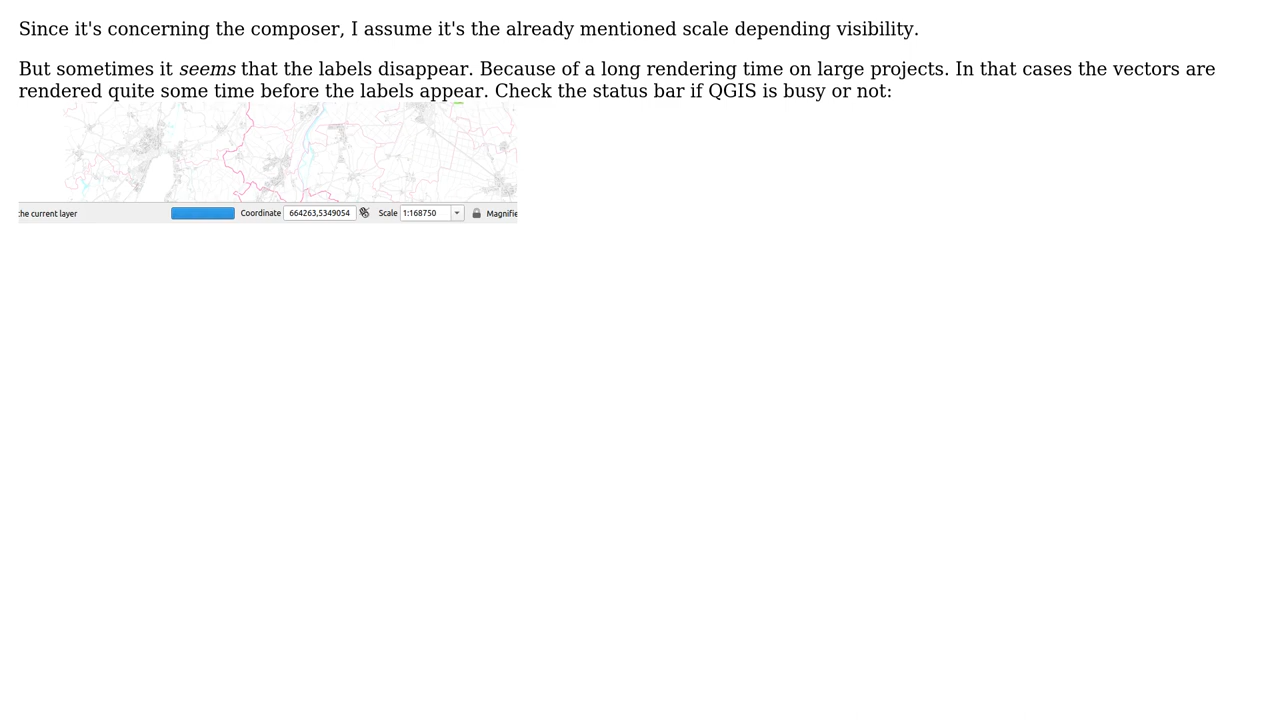 Since it's concerning the composer, I assume it's the already mentioned scale depending visibility.
But sometimes it seems that the labels disappear. Because of a long rendering time on large projects. In that cases the vectors are
rendered quite some time before the labels appear. Check the status bar if QGIS is busy or not:
he current layer Coordinate 664263,5349054 Scale 1:168750 Magnifie